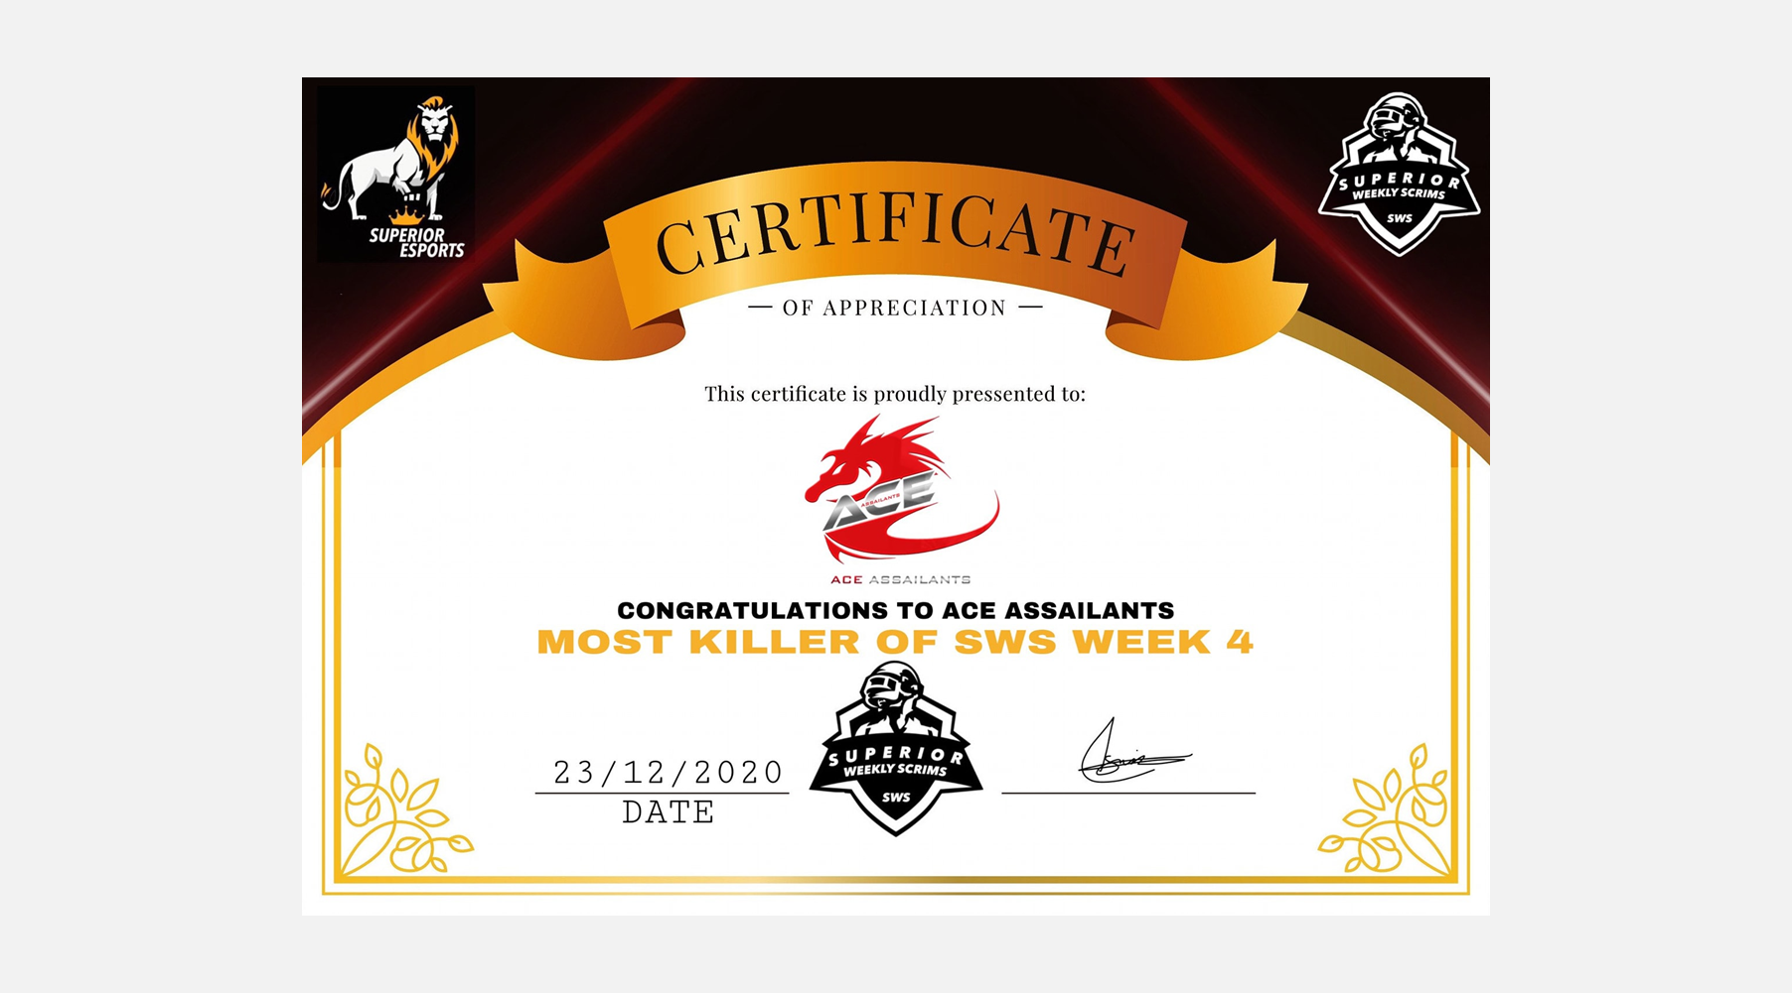 SUPERIOR
ESPORTS
SUPERIOR
WEEKLY SCRIMS
SWS
CERTIFICATE
— OF APPRECIATION —
This certificate is proudly pressented to:
ACE
ASSAILANTS
ACE ASSAILANTS
CONGRATULATIONS TO ACE ASSAILANTS
MOST KILLER OF SWS WEEK 4
SUPERIOR
WEEKLY SCRIMS
SWS
23/12/2020
DATE